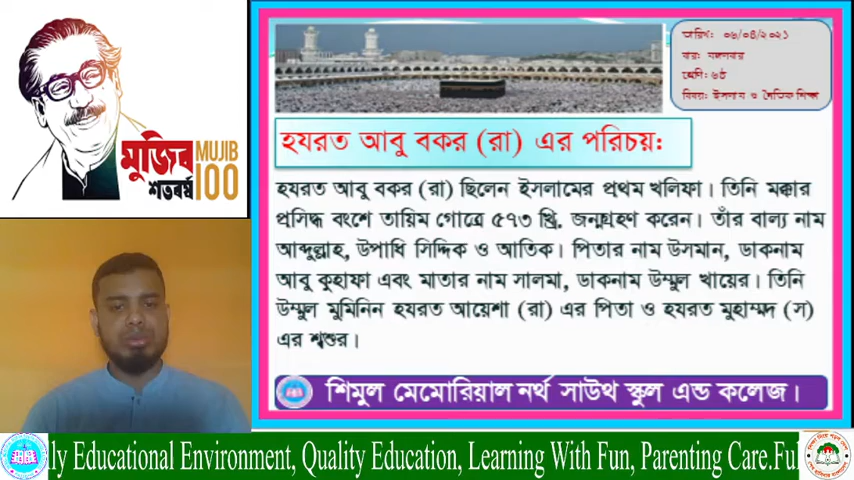 মুজিব
শতবর্ষ
MUJIB
100
তারিখ: ০৬/০৪/২০২১
বার: মঙ্গলবার
শ্রেণি: ৬ষ্ঠ
বিষয়: ইসলাম ও নৈতিক শিক্ষা
হযরত আবু বকর (রা) এর পরিচয়:
হযরত আবু বকর (রা) ছিলেন ইসলামের প্রথম খলিফা। তিনি মক্কার
প্রসিদ্ধ বংশে তায়িম গোত্রে ৫৭৩ খ্রি. জন্মগ্রহণ করেন। তাঁর বাল্য নাম
আব্দুল্লাহ, উপাধি সিদ্দিক ও আতিক। পিতার নাম উসমান, ডাকনাম
আবু কুহাফা এবং মাতার নাম সালমা, ডাকনাম উম্মুল খায়ের। তিনি
উম্মুল মুমিনিন হযরত আয়েশা (রা) এর পিতা ও হযরত মুহাম্মদ (স)
এর শ্বশুর।
শিমুল মেমোরিয়াল নর্থ সাউথ স্কুল এন্ড কলেজ।
ly Educational Environment, Quality Education, Learning With Fun, Parenting Care.Ful